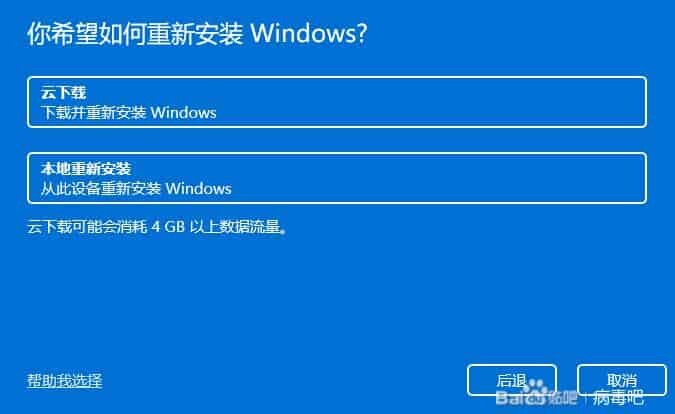 你希望如何重新安装 Windows?
云下载
下载并重新安装 Windows
本地重新安装
从此设备重新安装 Windows
云下载可能会消耗 4 GB 以上数据流量。
帮助我选择
后退
取消
Bai贴吧 | 病毒吧